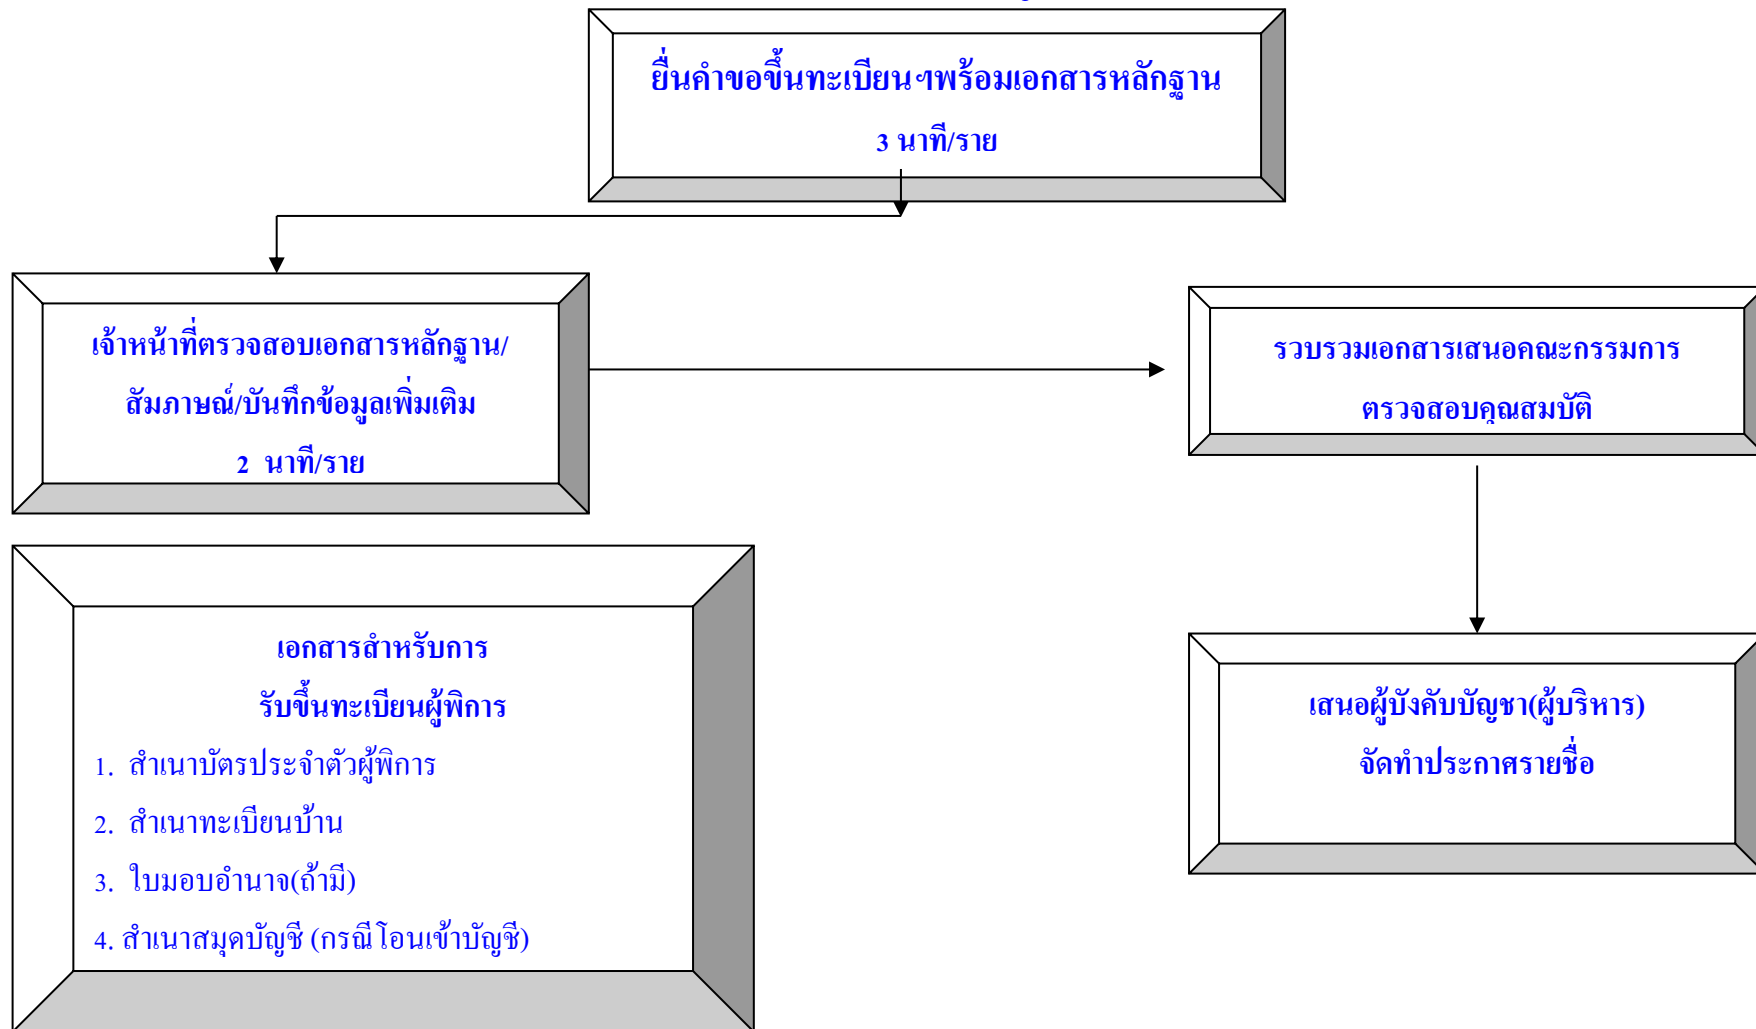 ยื่นคำขอขึ้นทะเบียนฯพร้อมเอกสารหลักฐาน
3 นาที/ราย
เจ้าหน้าที่ตรวจสอบเอกสารหลักฐาน/
สัมภาษณ์/บันทึกข้อมูลเพิ่มเติม
2 นาที/ราย
รวบรวมเอกสารเสนอคณะกรรมการ
ตรวจสอบคุณสมบัติ
เสนอผู้บังคับบัญชา(ผู้บริหาร)
จัดทำประกาศรายชื่อ
เอกสารสำหรับการ
รับขึ้นทะเบียนผู้พิการ
1. สำเนาบัตรประจำตัวผู้พิการ
2. สำเนาทะเบียนบ้าน
3. ใบมอบอำนาจ(ถ้ามี)
4. สำเนาสมุดบัญชี (กรณีโอนเข้าบัญชี)